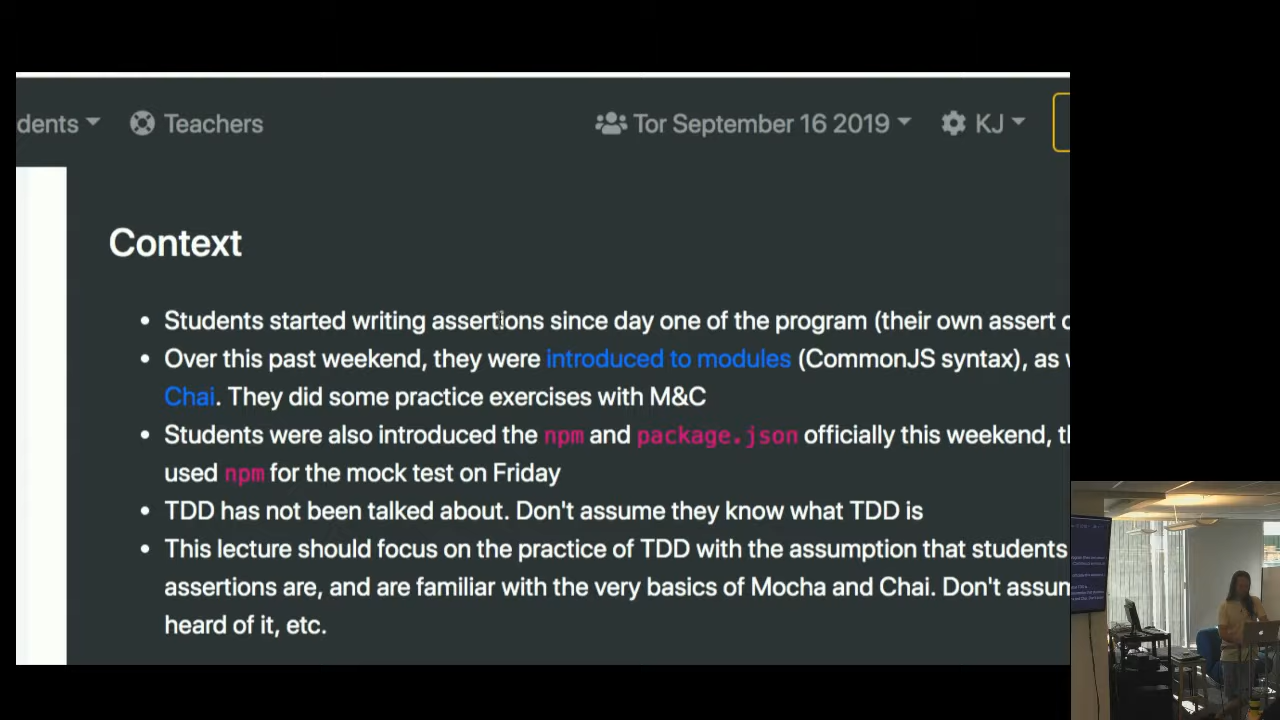 dents Teachers Tor September 16 2019 KJ
Context
• Students started writing assertions since day one of the program (their own assert
• Over this past weekend, they were introduced to modules (CommonJS syntax), as
Chai. They did some practice exercises with M&C
• Students were also introduced the npm and package.json officially this weekend,
used npm for the mock test on Friday
• TDD has not been talked about. Don't assume they know what TDD is
• This lecture should focus on the practice of TDD with the assumption that students
assertions are, and are familiar with the very basics of Mocha and Chai. Don't
heard of it, etc.